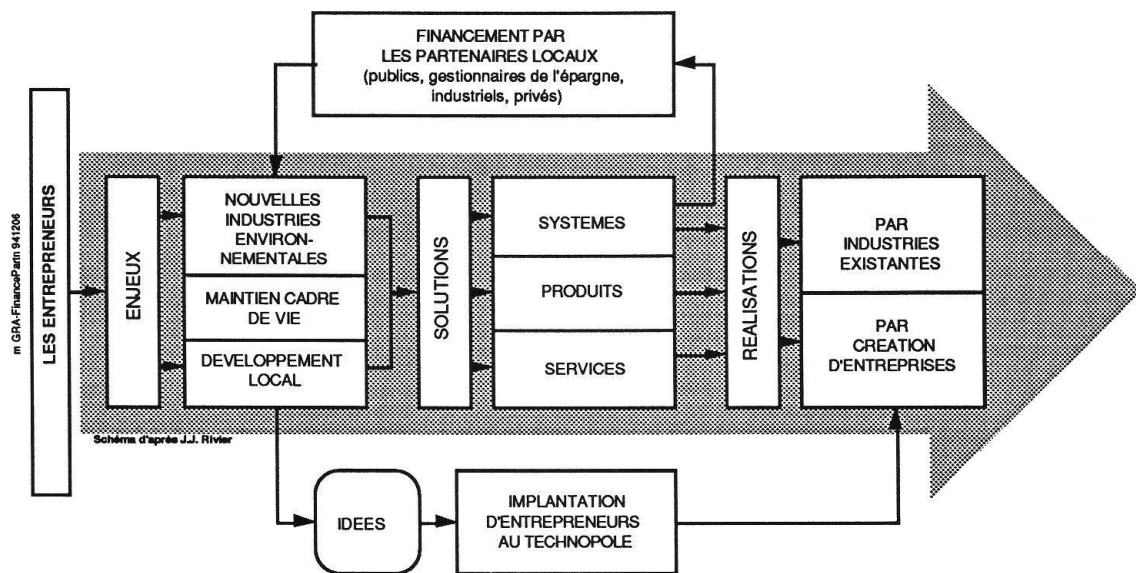 FINANCEMENT PAR
LES PARTENAIRES LOCAUX
(publics, gestionnaires de l'épargne,
industriels, privés)
m GRA-FinanceParin 941206
LES ENTREPRENEURS
ENJEUX
NOUVELLES
INDUSTRIES
ENVIRON-
NEMENTALES
MAINTIEN CADRE
DE VIE
DEVELOPPEMENT
LOCAL
SOLUTIONS
SYSTEMES
PRODUITS
SERVICES
REALISATIONS
PAR
INDUSTRIES
EXISTANTES
PAR
CREATION
D'ENTREPRISES
Schéma d'après J.J. Rivier
IDEES
IMPLANTATION
D'ENTREPRENEURS
AU TECHNOPOLE